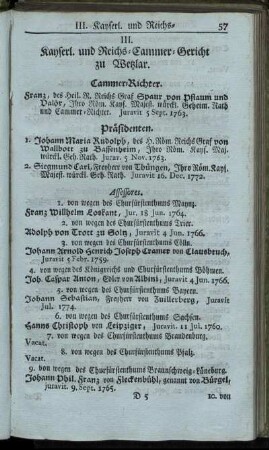 III. Kayserl. und Reichs- 57
III.
Kayserl. und Reichs-Cammer-Gericht
zu Wetzlar.
Cammer-Richter.
Franz, des Heil. R. Reichs Graf Spaur von Pflaum und
Valör, Ihro Röm. Kays. Majest. würckl. Geheim. Rath
und Cammer-Richter. Juravit 5 Sept. 1763.
Präsidenten.
1. Johann Maria Rudolph, des H. Röm. Reichs Graf von
Waldbott zu Bassenheim, Ihro Röm. Kays. Maj.
würckl. Geh. Rath. Jurav. 5 Nov. 1763.
2. Siegmund Carl, Freyherr von Thüngen, Ihro Röm. Kays.
Majest. würckl. Geh. Rath. Juravit 16 Dec. 1772.
Assessores.
1. von wegen des Churfürstenthums Mayntz.
Franz Willhelm Loskant, Jur. 18 Jun. 1764.
2. von wegen des Churfürstenthums Trier.
Adolph von Trott zu Solz, Juravit 4 Jun. 1766.
3. von wegen des Churfürstenthums Cölln.
Johann Arnold Henrich Joseph Cramer von Clausbruch,
Juravit 5 Febr. 1759.
4. von wegen des Königreichs und Churfürstenthums Böhmen.
Joh. Caspar Anton, Edler von Albini, Juravit 4 Jun. 1766.
5. von wegen des Churfürstenthums Bayern.
Johann Sebastian, Freyherr von Zillerberg, Juravit
Jul. 1774.
6. von wegen des Churfürstenthums Sachsen.
Hanns Christoph von Leipziger, Juravit. 11 Jul. 1760.
7. von wegen des Churfürstenthums Brandenburg.
Vacat.
8. von wegen des Churfürstenthums Pfalz.
Vacat.
9. von wegen des Churfürstenthums Braunschweig-Lüneburg.
Johann Phil. Franz von Fleckenbühl, genannt von Bürgel,
juravit. 9. Sept. 1765.
D 5 10. von